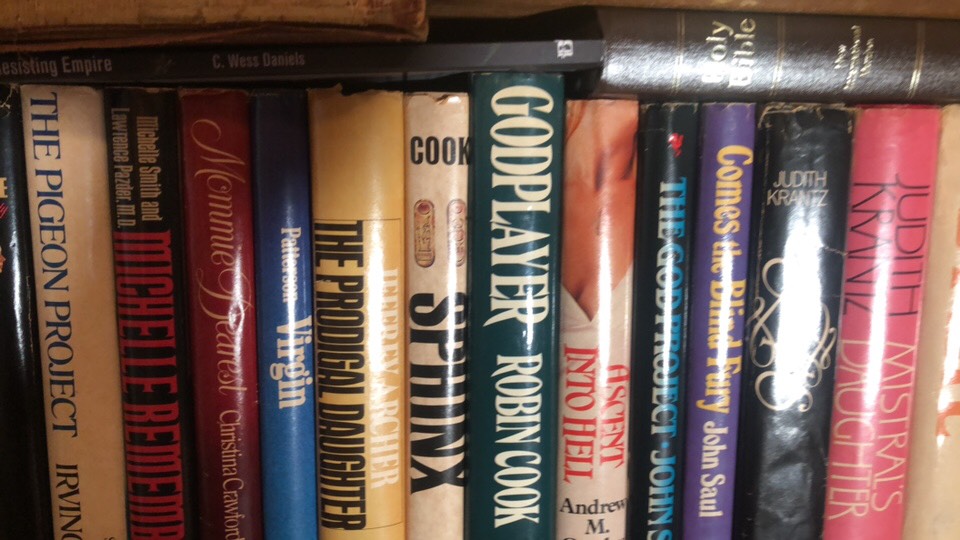 esisting Empire
C. Wess Daniels
Holy
Bible
THE PIGEON PROJECT IRVING
Michelle Smith and
Lawrence Pazder, M.D.
MICHELLE REMEMB
Mommie Dearest Christina Crawford
Patterson Virgin
JEFFREY ARCHER
THE PRODIGAL DAUGHTER
COOK
SPHINX
GODPLAYER ROBIN COOK
ASCENT
INTO HELL
Andrew
M.
THE GOD PROJECT JOHN S
Comes the Blind Fury John Saul
JUDITH
KRANTZ
JUDITH
KRANTZ
MISTRAL'S
DAUGHTER